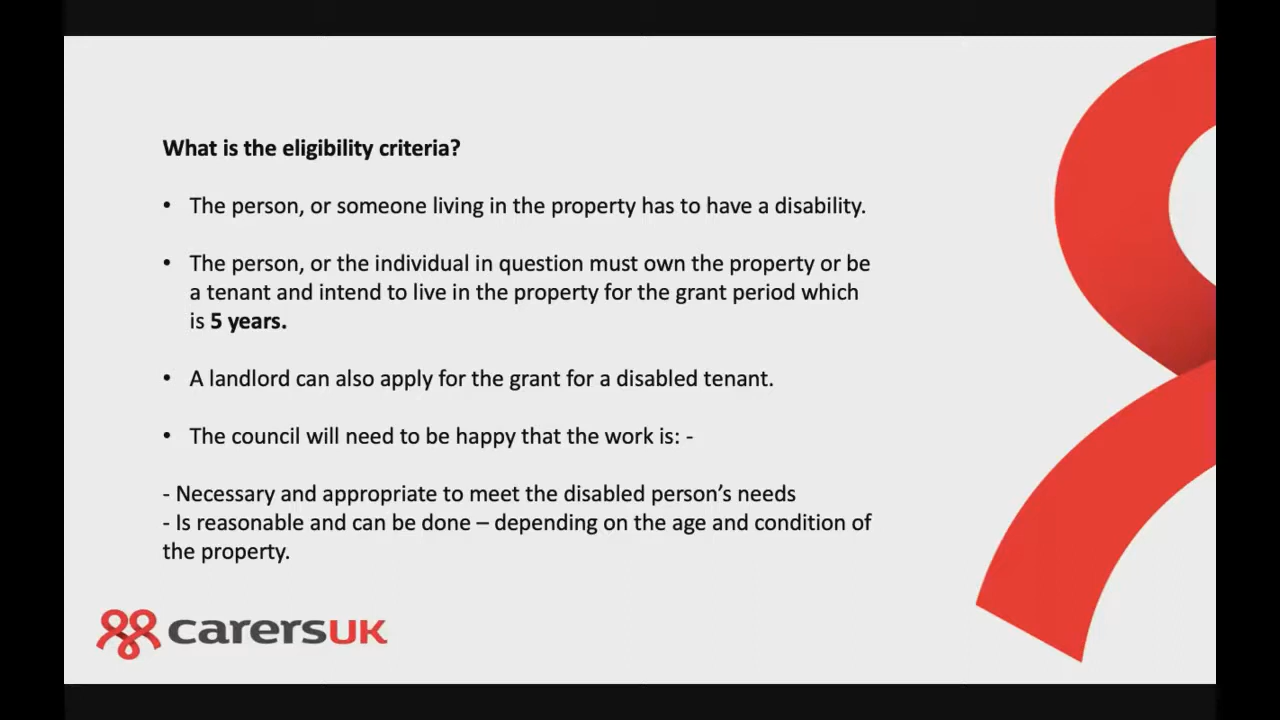 What is the eligibility criteria?
• The person, or someone living in the property has to have a disability.
• The person, or the individual in question must own the property or be
a tenant and intend to live in the property for the grant period which
is 5 years.
• A landlord can also apply for the grant for a disabled tenant.
• The council will need to be happy that the work is: -
- Necessary and appropriate to meet the disabled person’s needs
- Is reasonable and can be done – depending on the age and condition of
the property.
carersUK